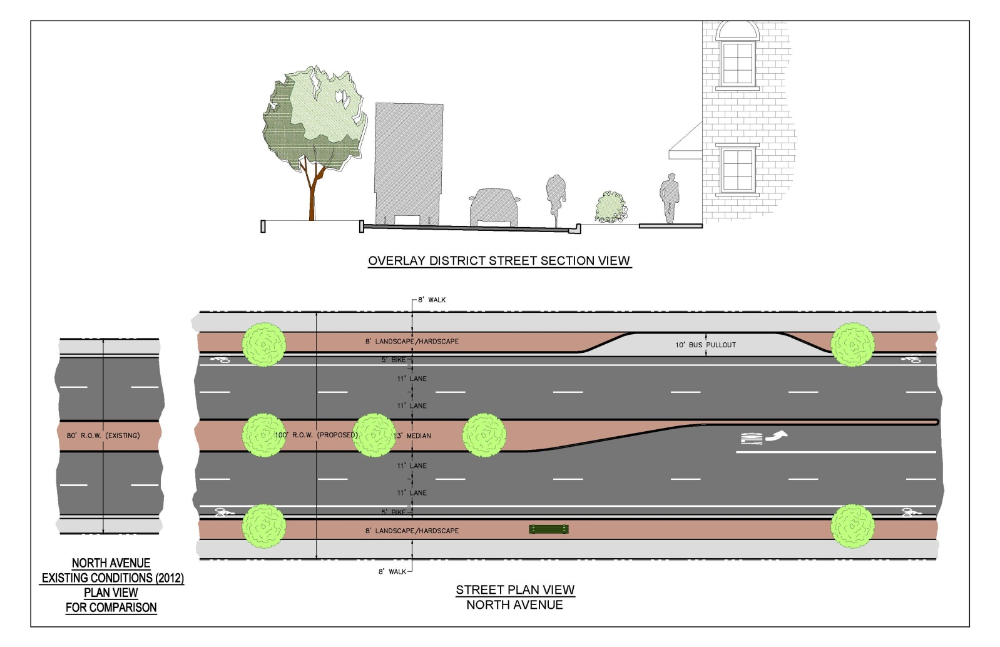 OVERLAY DISTRICT STREET SECTION VIEW
8' WALK
8' LANDSCAPE/HARDSCAPE
10' BUS PULLOUT
5' BIKE
11' LANE
11' LANE
80' R.O.W. (EXISTING)
100' R.O.W. (PROPOSED)
13' MEDIAN
11' LANE
11' LANE
5' BIKE
8' LANDSCAPE/HARDSCAPE
8' WALK
NORTH AVENUE
EXISTING CONDITIONS (2012)
PLAN VIEW
FOR COMPARISON
STREET PLAN VIEW
NORTH AVENUE